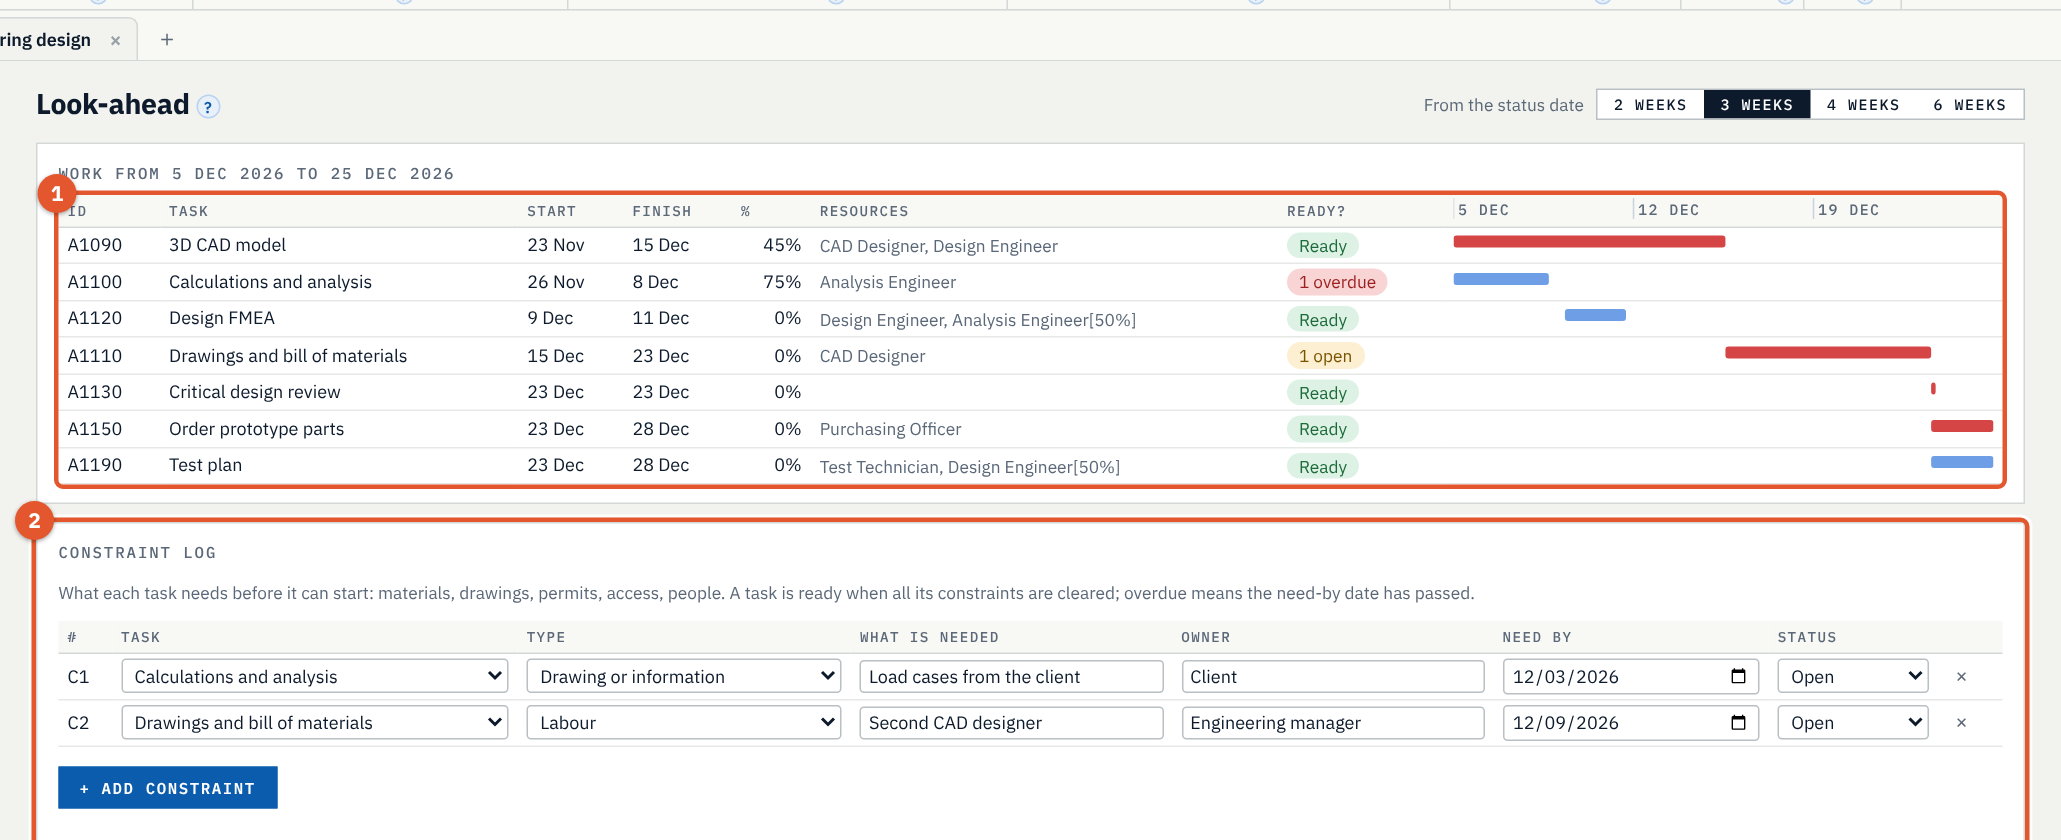 ring design × +
Look-ahead ?
From the status date 2 WEEKS 3 WEEKS 4 WEEKS 6 WEEKS
WORK FROM 5 DEC 2026 TO 25 DEC 2026
1
ID TASK START FINISH % RESOURCES READY? 5 DEC 12 DEC 19 DEC
A1090 3D CAD model 23 Nov 15 Dec 45% CAD Designer, Design Engineer Ready
A1100 Calculations and analysis 26 Nov 8 Dec 75% Analysis Engineer 1 overdue
A1120 Design FMEA 9 Dec 11 Dec 0% Design Engineer, Analysis Engineer[50%] Ready
A1110 Drawings and bill of materials 15 Dec 23 Dec 0% CAD Designer 1 open
A1130 Critical design review 23 Dec 23 Dec 0% Ready
A1150 Order prototype parts 23 Dec 28 Dec 0% Purchasing Officer Ready
A1190 Test plan 23 Dec 28 Dec 0% Test Technician, Design Engineer[50%] Ready
2
CONSTRAINT LOG
What each task needs before it can start: materials, drawings, permits, access, people. A task is ready when all its constraints are cleared; overdue means the need-by date has passed.
# TASK TYPE WHAT IS NEEDED OWNER NEED BY STATUS
C1 Calculations and analysis Drawing or information Load cases from the client Client 12/03/2026 Open ×
C2 Drawings and bill of materials Labour Second CAD designer Engineering manager 12/09/2026 Open ×
+ ADD CONSTRAINT